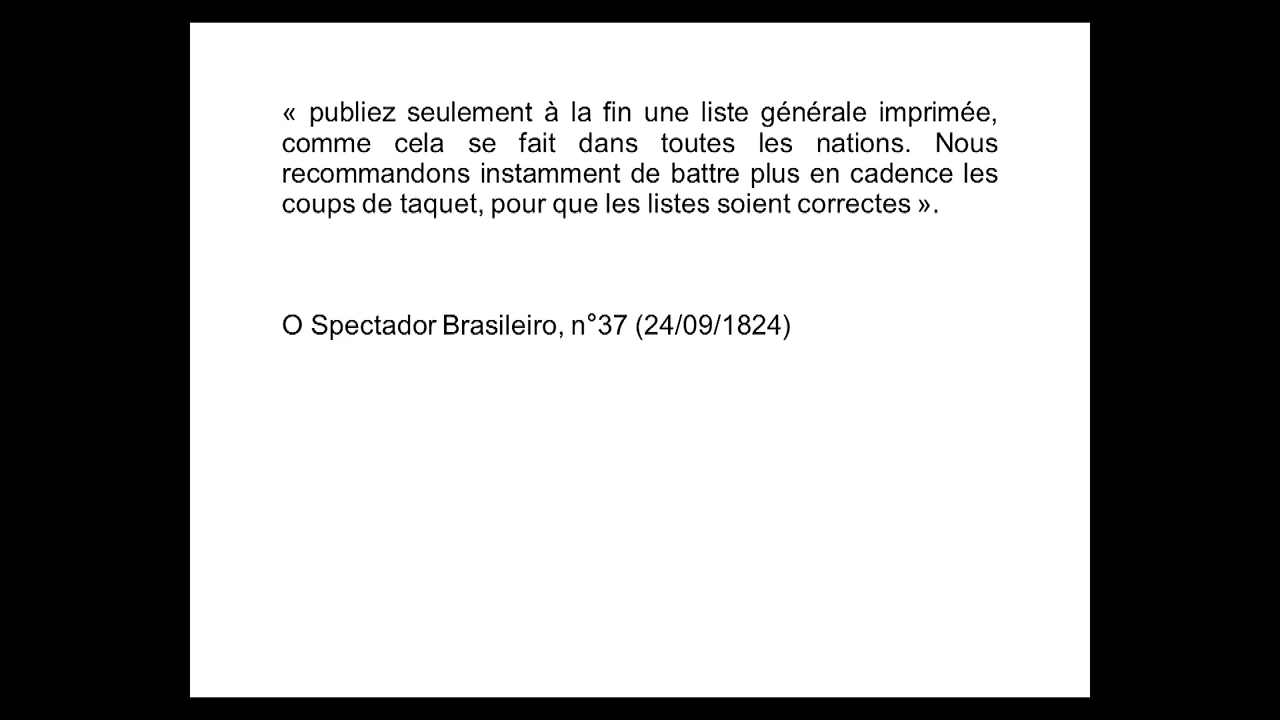 « publiez seulement à la fin une liste générale imprimée,
comme cela se fait dans toutes les nations. Nous
recommandons instamment de battre plus en cadence les
coups de taquet, pour que les listes soient correctes ».
O Spectador Brasileiro, n°37 (24/09/1824)